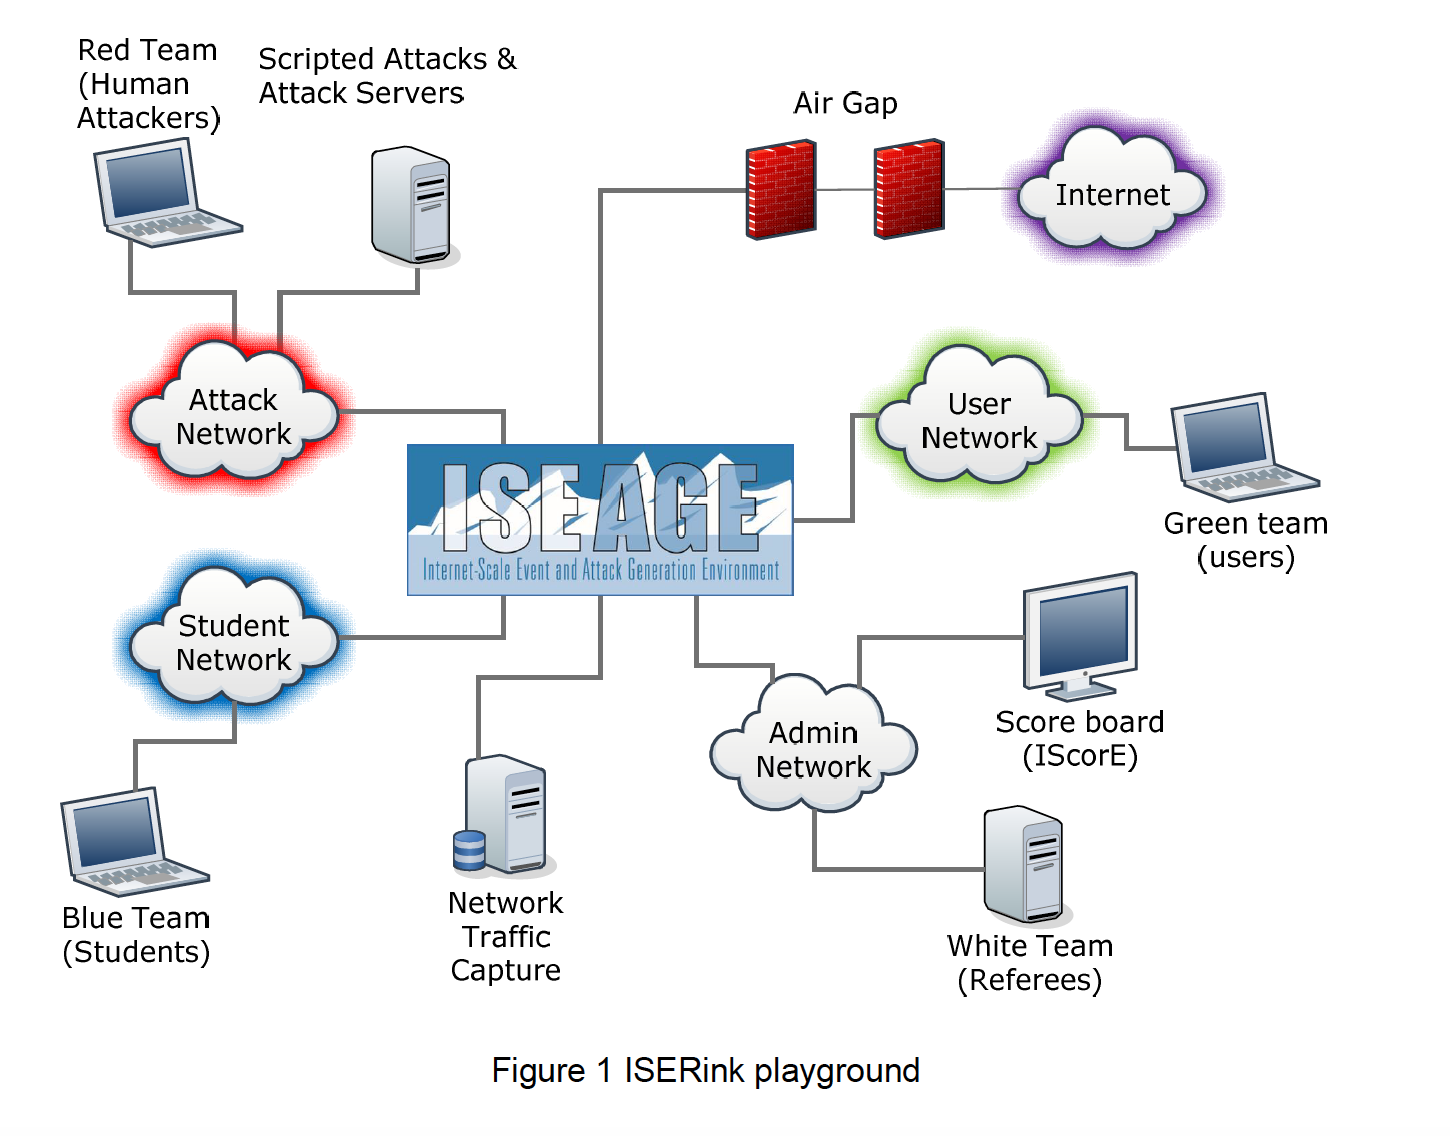 Red Team
(Human
Attackers)
Scripted Attacks &
Attack Servers
Air Gap
Internet
Attack
Network
User
Network
Green team
(users)
ISEAGE
Internet-Scale Event and Attack Generation Environment
Student
Network
Blue Team
(Students)
Network
Traffic
Capture
Admin
Network
Score board
(IScorE)
White Team
(Referees)
Figure 1 ISERink playground